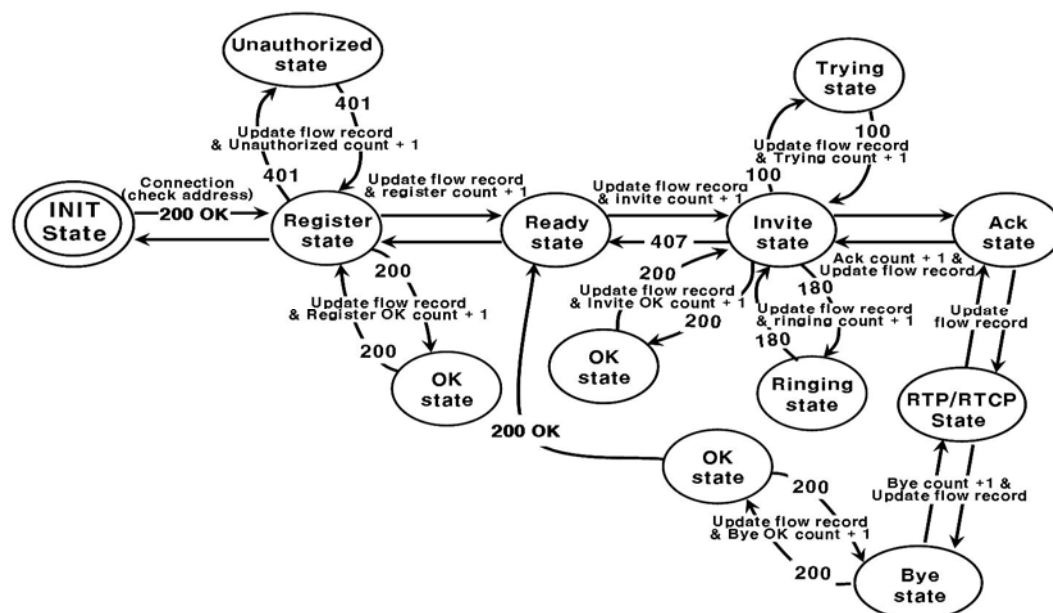 Unauthorized
state
401
Update flow record
& Unauthorized count + 1
401
Trying
state
100
Update flow record
& Trying count + 1
100
INIT
State
Connection
(check address)
200 OK
Register
state
Update flow record
& register count + 1
Ready
state
Update flow record
& invite count + 1
407
Invite
state
Ack
state
Ack count + 1 &
Update flow record
200
Update flow record
& Register OK count + 1
200
OK
state
200
Update flow record
& Invite OK count + 1
200
OK
state
180
Update flow record
& ringing count + 1
180
Ringing
state
Update
flow record
RTP/RTCP
State
200 OK
OK
state
200
Update flow record
& Bye OK count + 1
200
Bye count +1 &
Update flow record
Bye
state